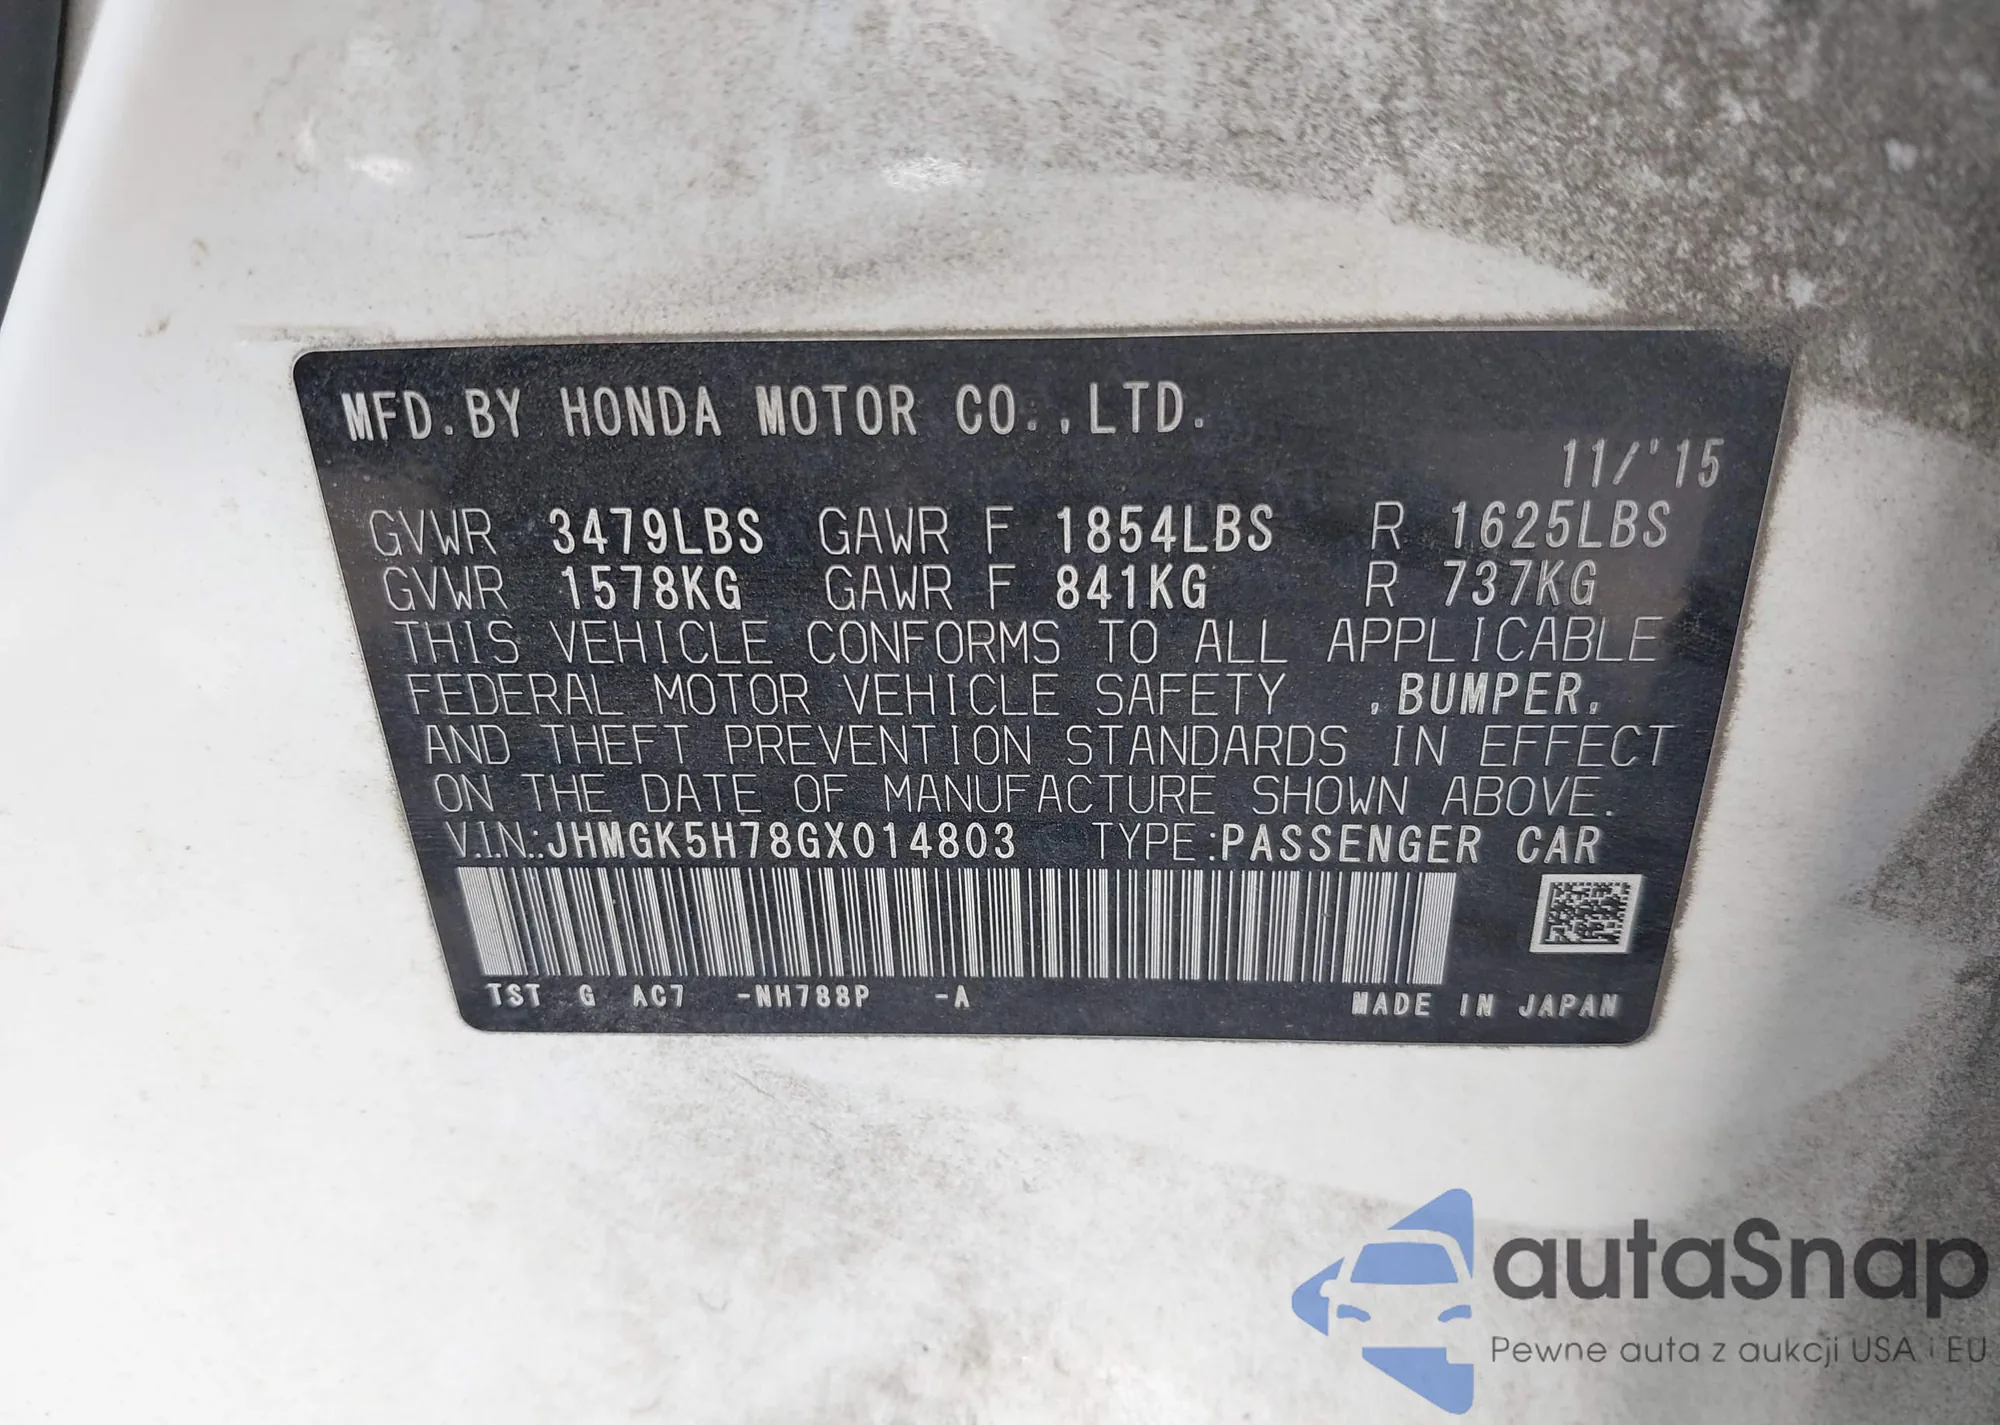 MFD.BY HONDA MOTOR CO.,LTD.
11/'15
GVWR 3479LBS GAWR F 1854LBS R 1625LBS
GVWR 1578KG GAWR F 841KG R 737KG
THIS VEHICLE CONFORMS TO ALL APPLICABLE
FEDERAL MOTOR VEHICLE SAFETY ,BUMPER,
AND THEFT PREVENTION STANDARDS IN EFFECT
ON THE DATE OF MANUFACTURE SHOWN ABOVE.
V.I.N.:JHMGK5H78GX014803 TYPE:PASSENGER CAR
TST G AC7 -NH788P -A MADE IN JAPAN
autaSnap
Pewne auta z aukcji USA i EU